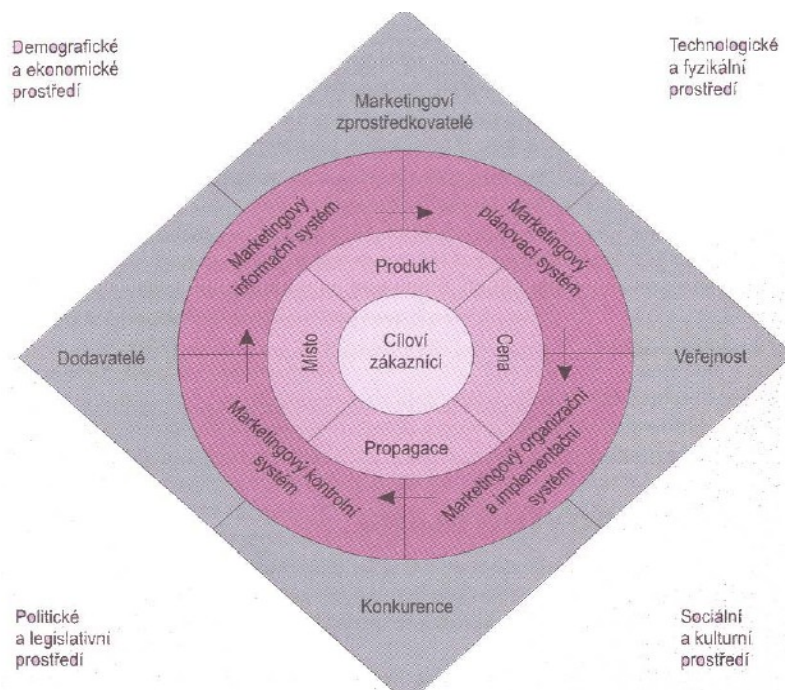 Demografické
a ekonomické
prostředí
Technologické
a fyzikální
prostředí
Marketingoví
zprostředkovatelé
Marketingový
informační systém
Marketingový
plánovací systém
Produkt
Dodavatelé
Místo
Cíloví
zákazníci
Cena
Veřejnost
Propagace
Marketingový kontrolní
systém
Marketingový organizační
a implementační
systém
Konkurence
Politické
a legislativní
prostředí
Sociální
a kulturní
prostředí